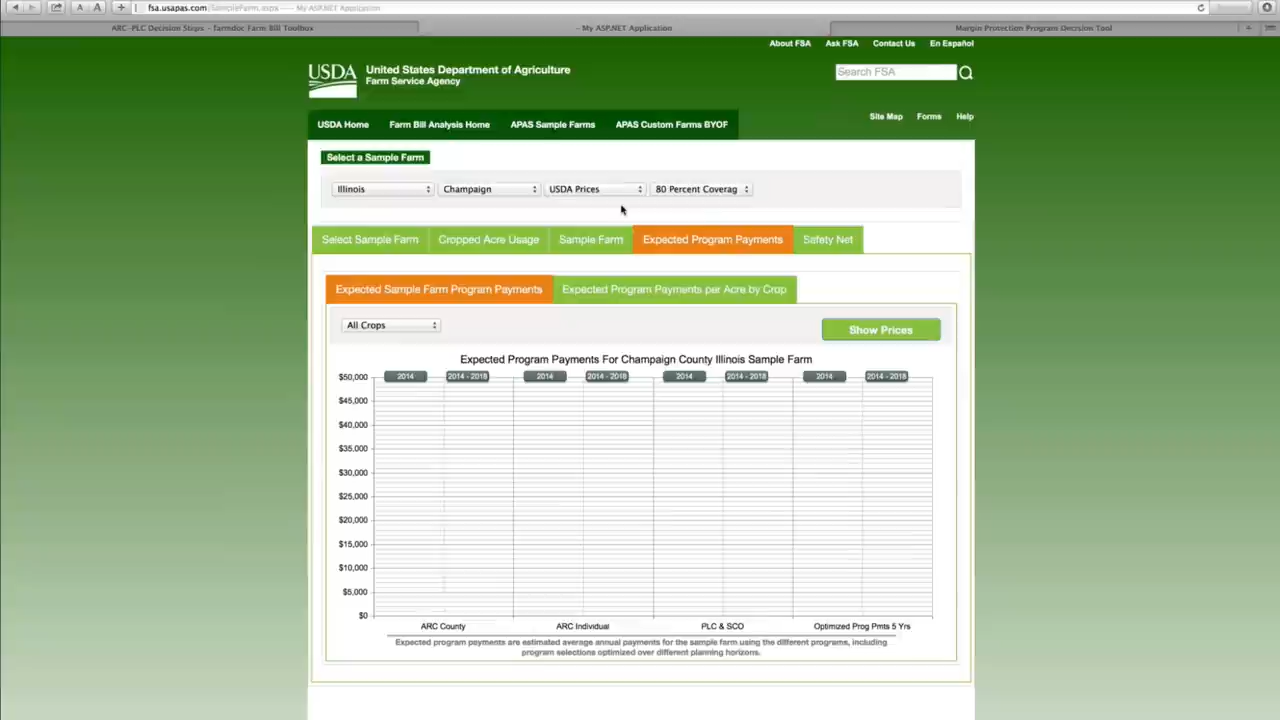 fsa.usapas.com/SampleFarm.aspx — My ASP.NET Application
ARC-PLC Decision Steps - farmdoc Farm Bill Toolbox
- My ASP.NET Application
Margin Protection Program Decision Tool
About FSA Ask FSA Contact Us En Español
USDA
United States Department of Agriculture
Farm Service Agency
Search FSA
Site Map Forms Help
USDA Home Farm Bill Analysis Home APAS Sample Farms APAS Custom Farms BYOF
Select a Sample Farm
Illinois Champaign USDA Prices 80 Percent Coverag
Select Sample Farm Cropped Acre Usage Sample Farm Expected Program Payments Safety Net
Expected Sample Farm Program Payments Expected Program Payments per Acre by Crop
All Crops
Show Prices
Expected Program Payments For Champaign County Illinois Sample Farm
2014 2014 - 2018 2014 2014 - 2018 2014 2014 - 2018 2014 2014 - 2018
$50,000
$45,000
$40,000
$35,000
$30,000
$25,000
$20,000
$15,000
$10,000
$5,000
$0
ARC County ARC Individual PLC & SCO Optimized Prog Pmts 5 Yrs
Expected program payments are estimated average annual payments for the sample farm using the different programs, including
program selections optimized over different planning horizons.